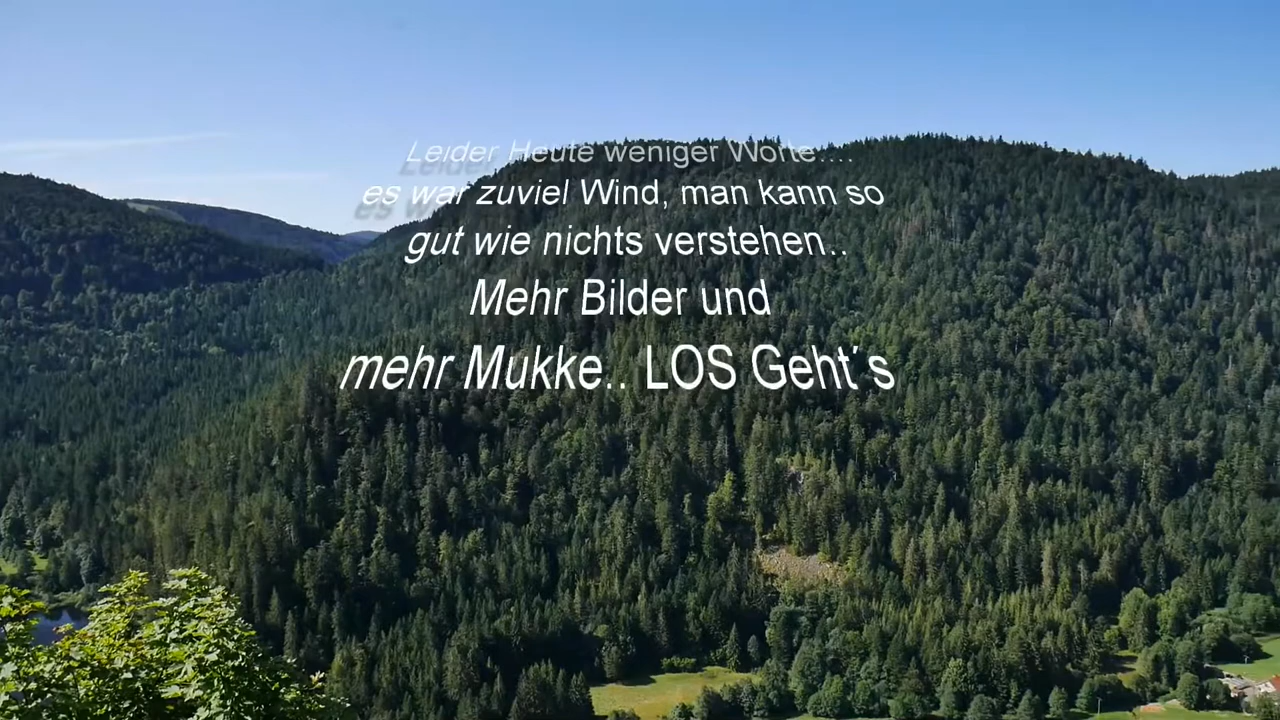 Leider Heute weniger Worte....
es war zuviel Wind, man kann so
gut wie nichts verstehen..
Mehr Bilder und
mehr Mukke.. LOS Geht´s